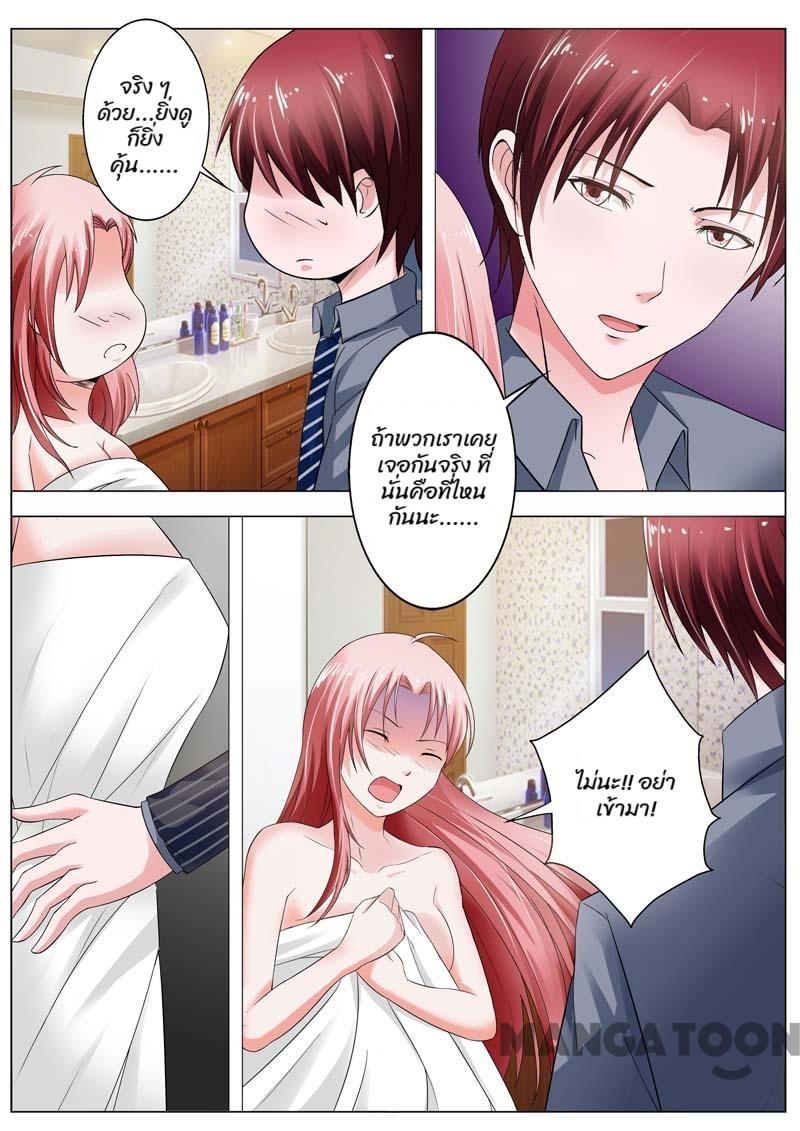 จริง ๆ
ด้วย...ยิ่งดู
ก็ยิ่ง
คุ้น......
ถ้าพวกเราเคย
เจอกันจริง ที่
นั่นคือที่ไหน
กันนะ......
ไม่นะ!! อย่า
เข้ามา!
MANGATOON